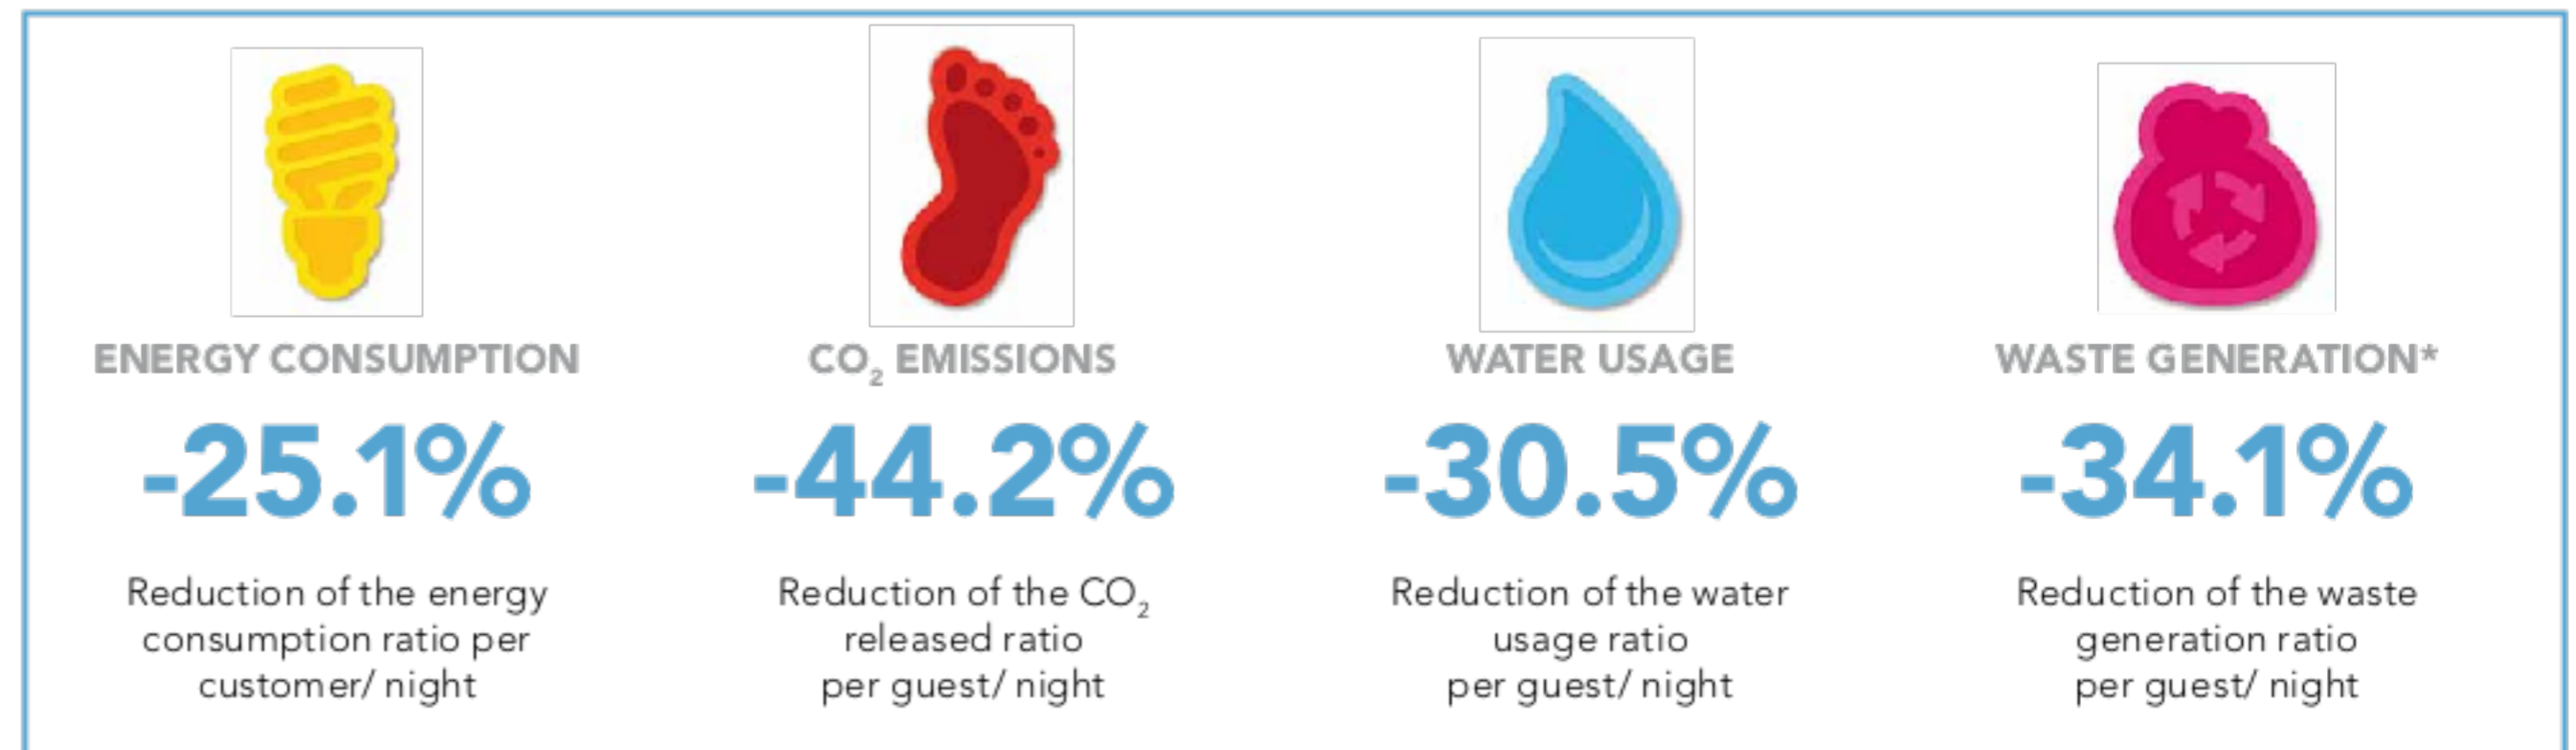 ENERGY CONSUMPTION
-25.1%
Reduction of the energy
consumption ratio per
customer/ night
CO₂ EMISSIONS
-44.2%
Reduction of the CO₂
released ratio
per guest/ night
WATER USAGE
-30.5%
Reduction of the water
usage ratio
per guest/ night
WASTE GENERATION*
-34.1%
Reduction of the waste
generation ratio
per guest/ night